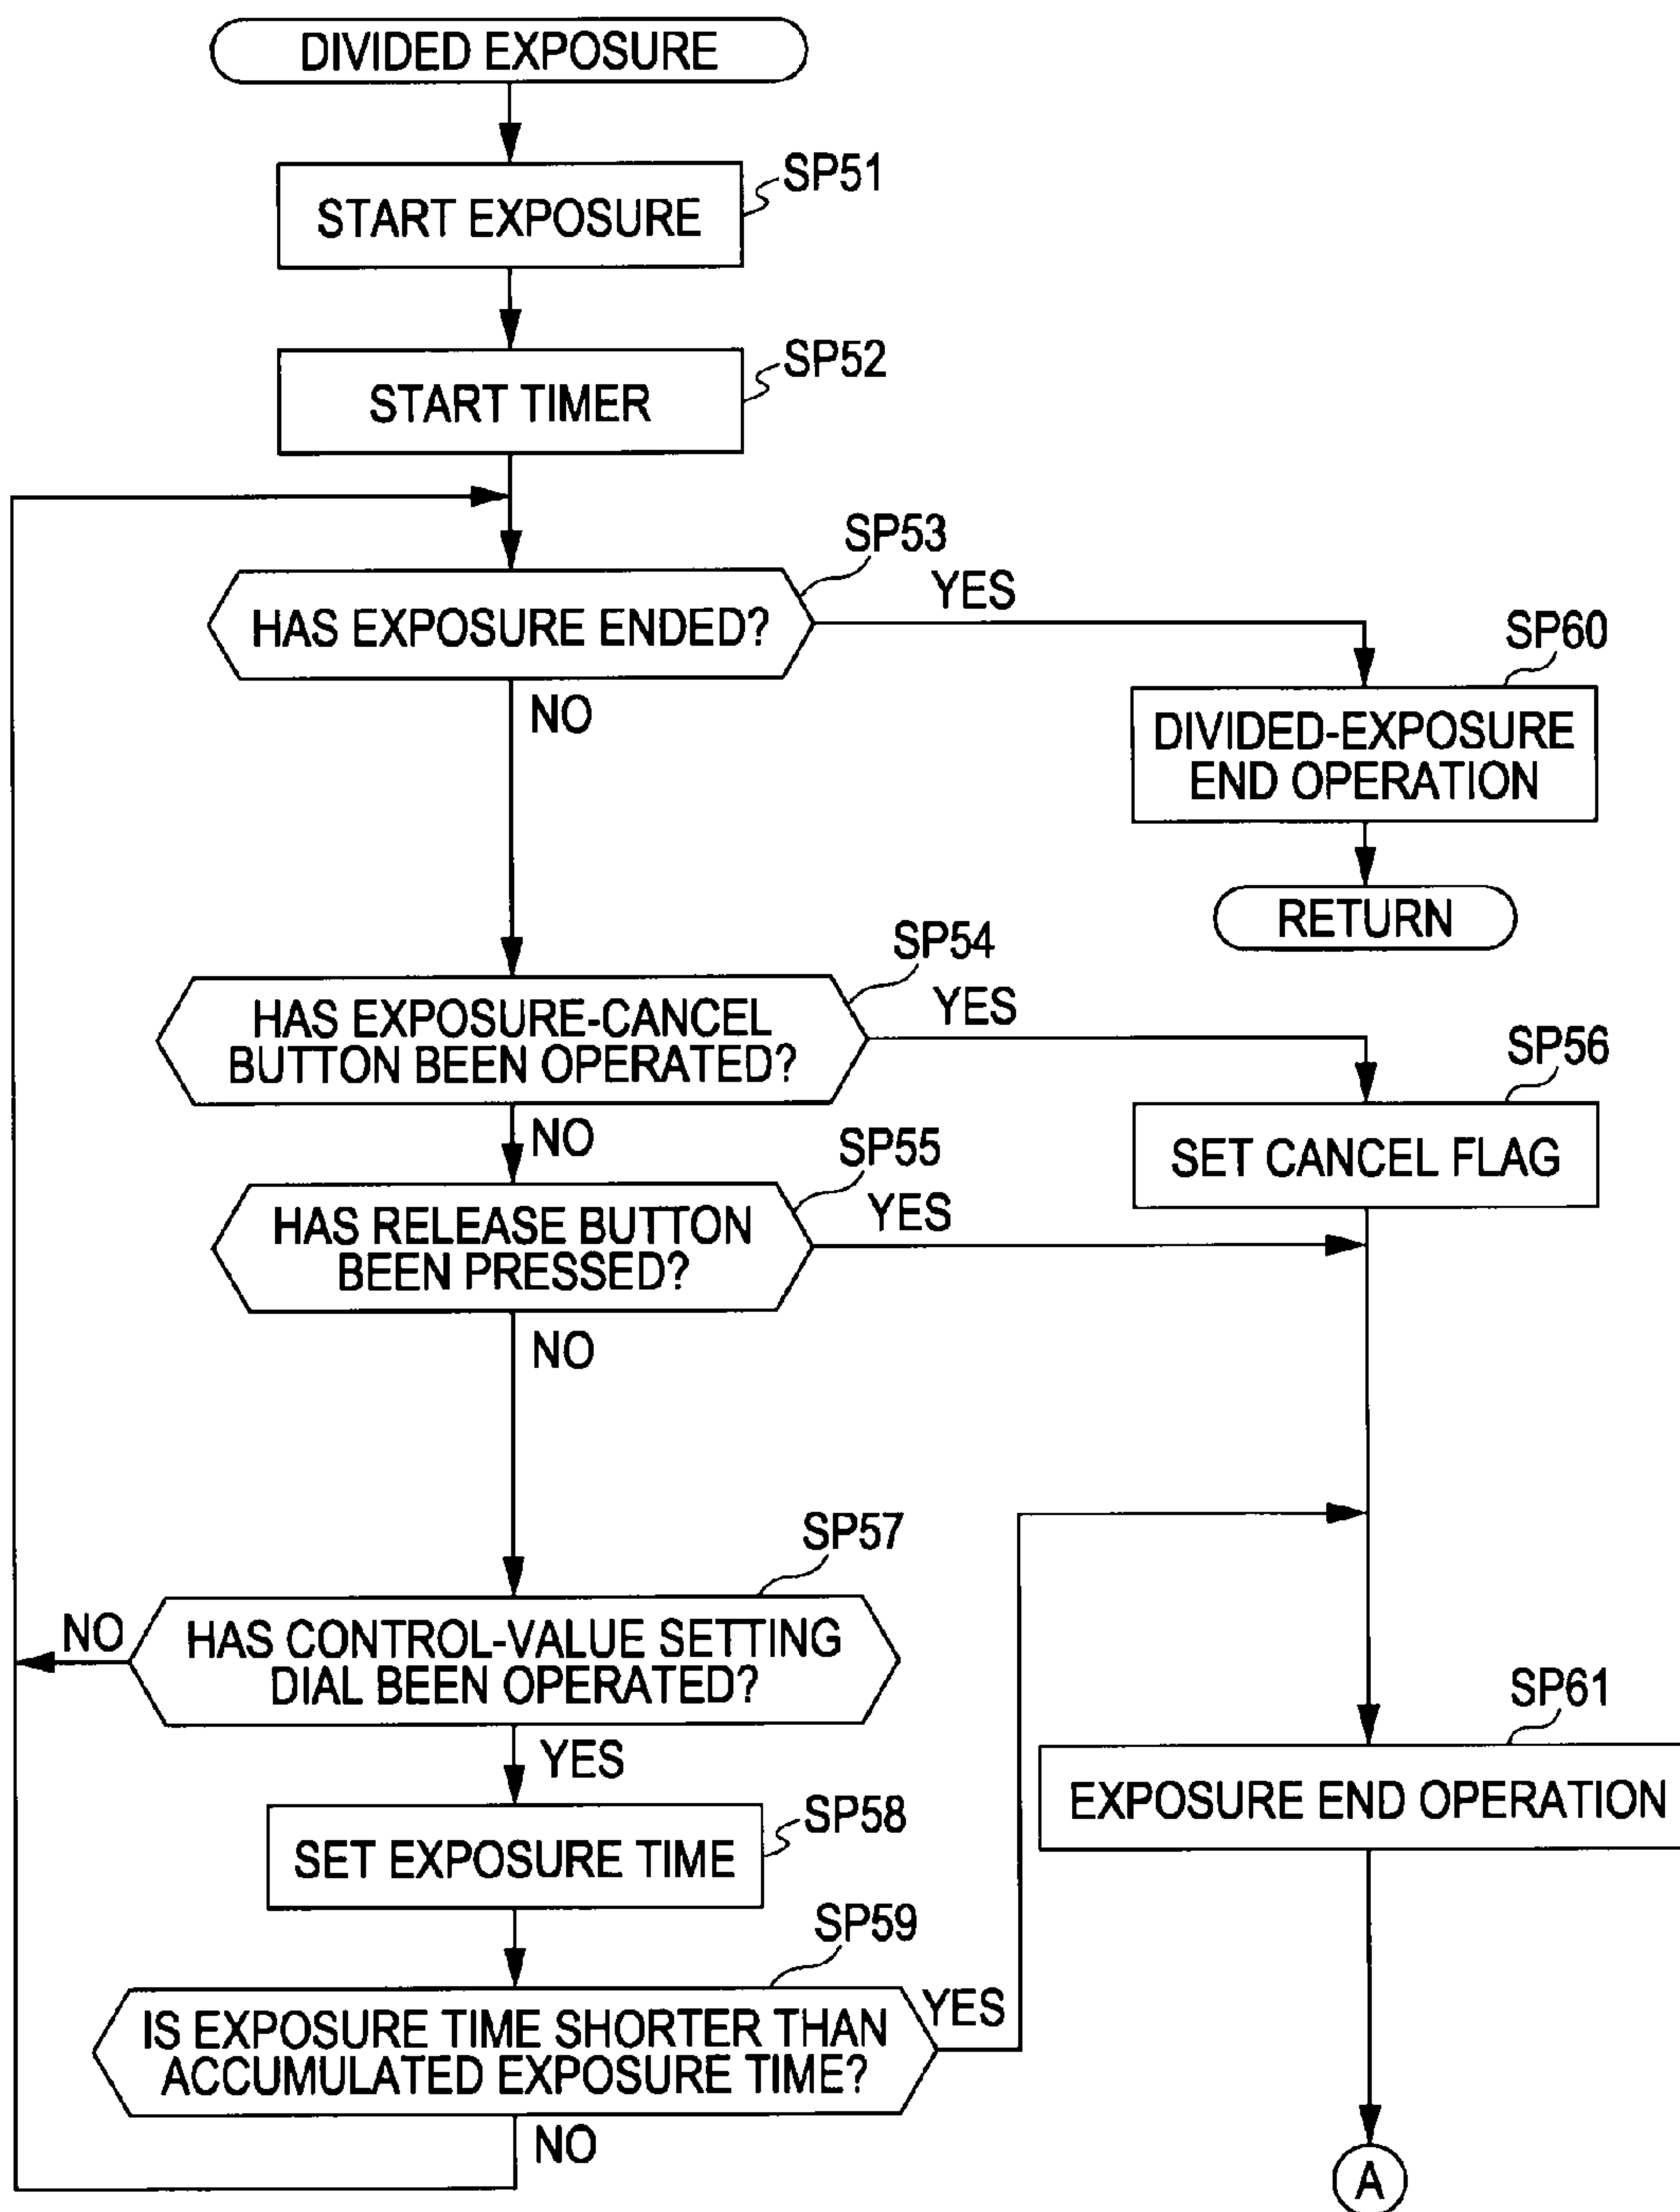 DIVIDED EXPOSURE
SP51
START EXPOSURE
SP52
START TIMER
SP53
HAS EXPOSURE ENDED?
YES
NO
SP60
DIVIDED-EXPOSURE
END OPERATION
RETURN
SP54
HAS EXPOSURE-CANCEL
BUTTON BEEN OPERATED?
YES
NO
SP56
SET CANCEL FLAG
SP55
HAS RELEASE BUTTON
BEEN PRESSED?
YES
NO
SP57
HAS CONTROL-VALUE SETTING
DIAL BEEN OPERATED?
NO
YES
SP58
SET EXPOSURE TIME
SP59
IS EXPOSURE TIME SHORTER THAN
ACCUMULATED EXPOSURE TIME?
YES
NO
SP61
EXPOSURE END OPERATION
A